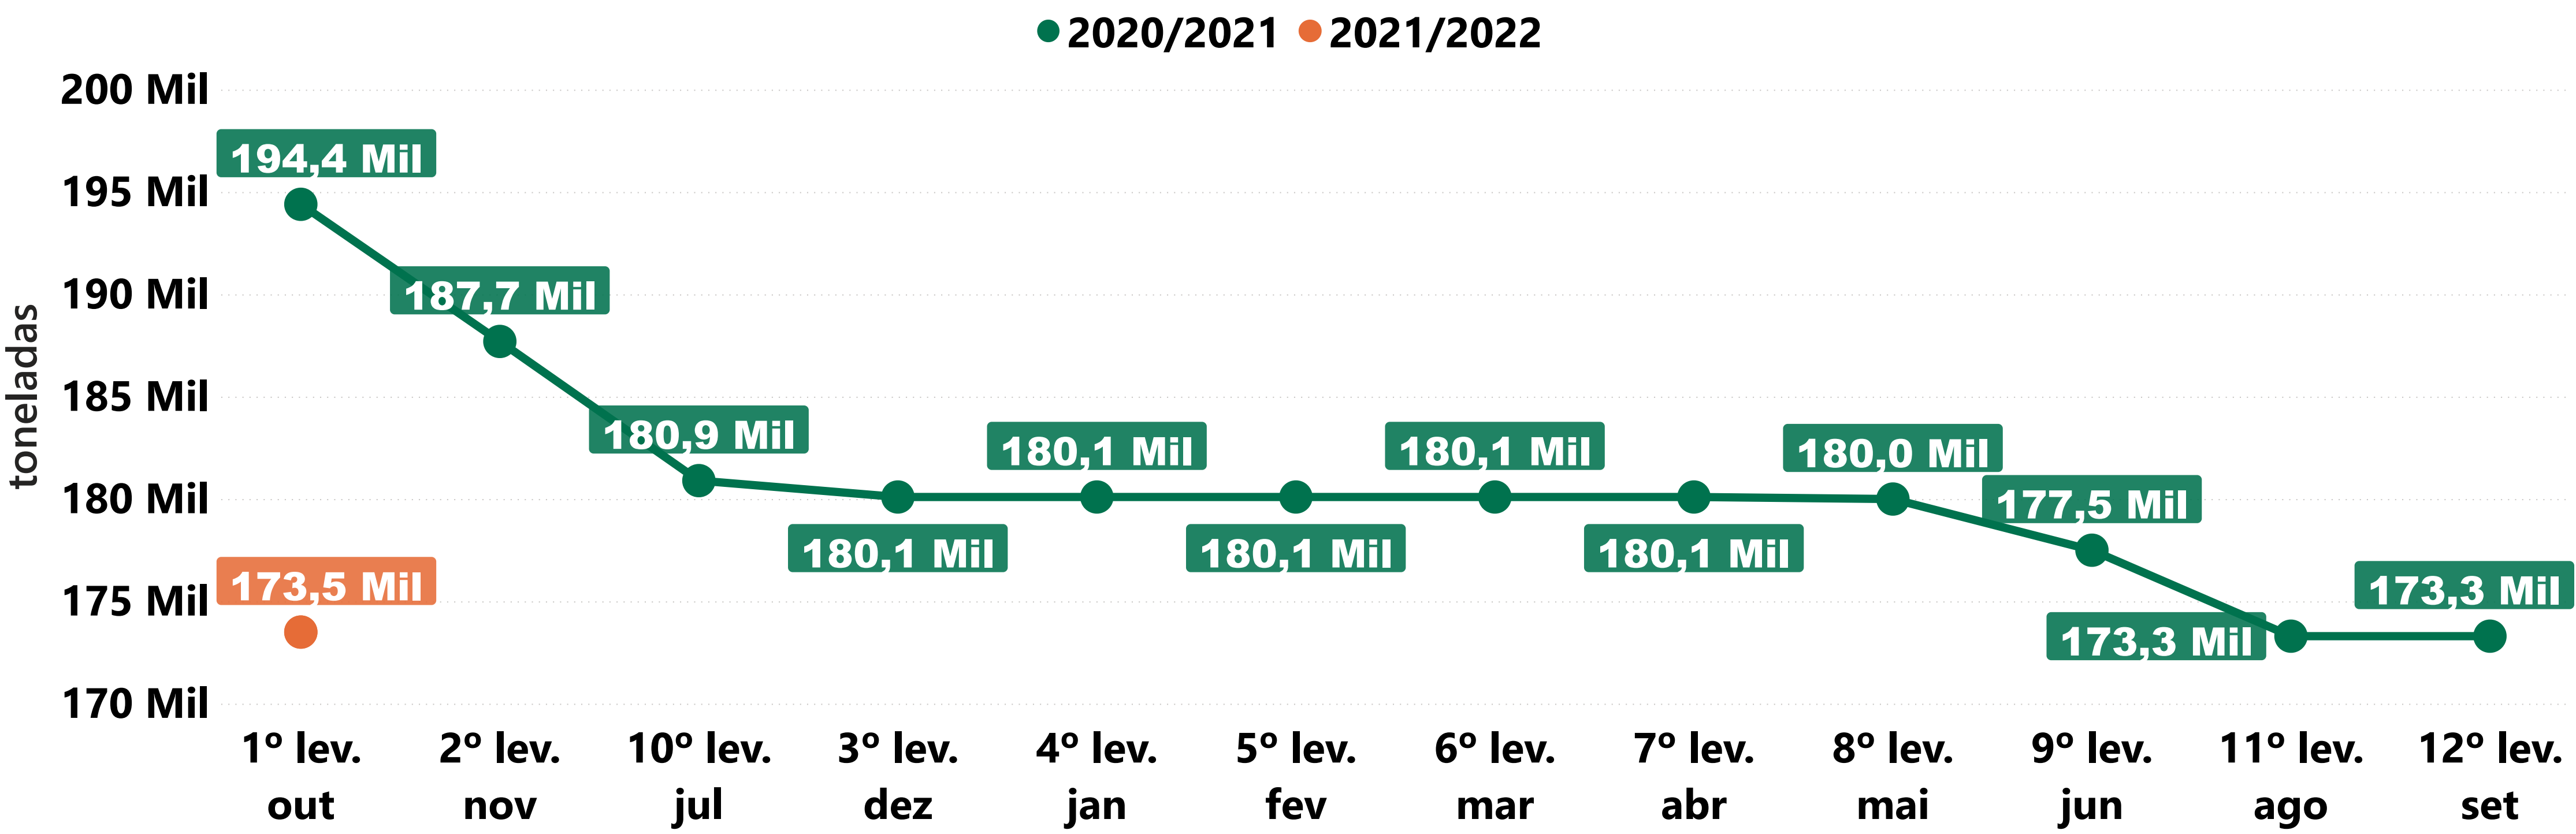 2020/2021 2021/2022
200 Mil
195 Mil
190 Mil
185 Mil
180 Mil
175 Mil
170 Mil
toneladas
194,4 Mil
187,7 Mil
180,9 Mil
180,1 Mil
180,1 Mil
180,1 Mil
180,1 Mil
180,1 Mil
180,0 Mil
177,5 Mil
173,3 Mil
173,3 Mil
173,5 Mil
1º lev. 2º lev. 10º lev. 3º lev. 4º lev. 5º lev. 6º lev. 7º lev. 8º lev. 9º lev. 11º lev. 12º lev.
out nov jul dez jan fev mar abr mai jun ago set